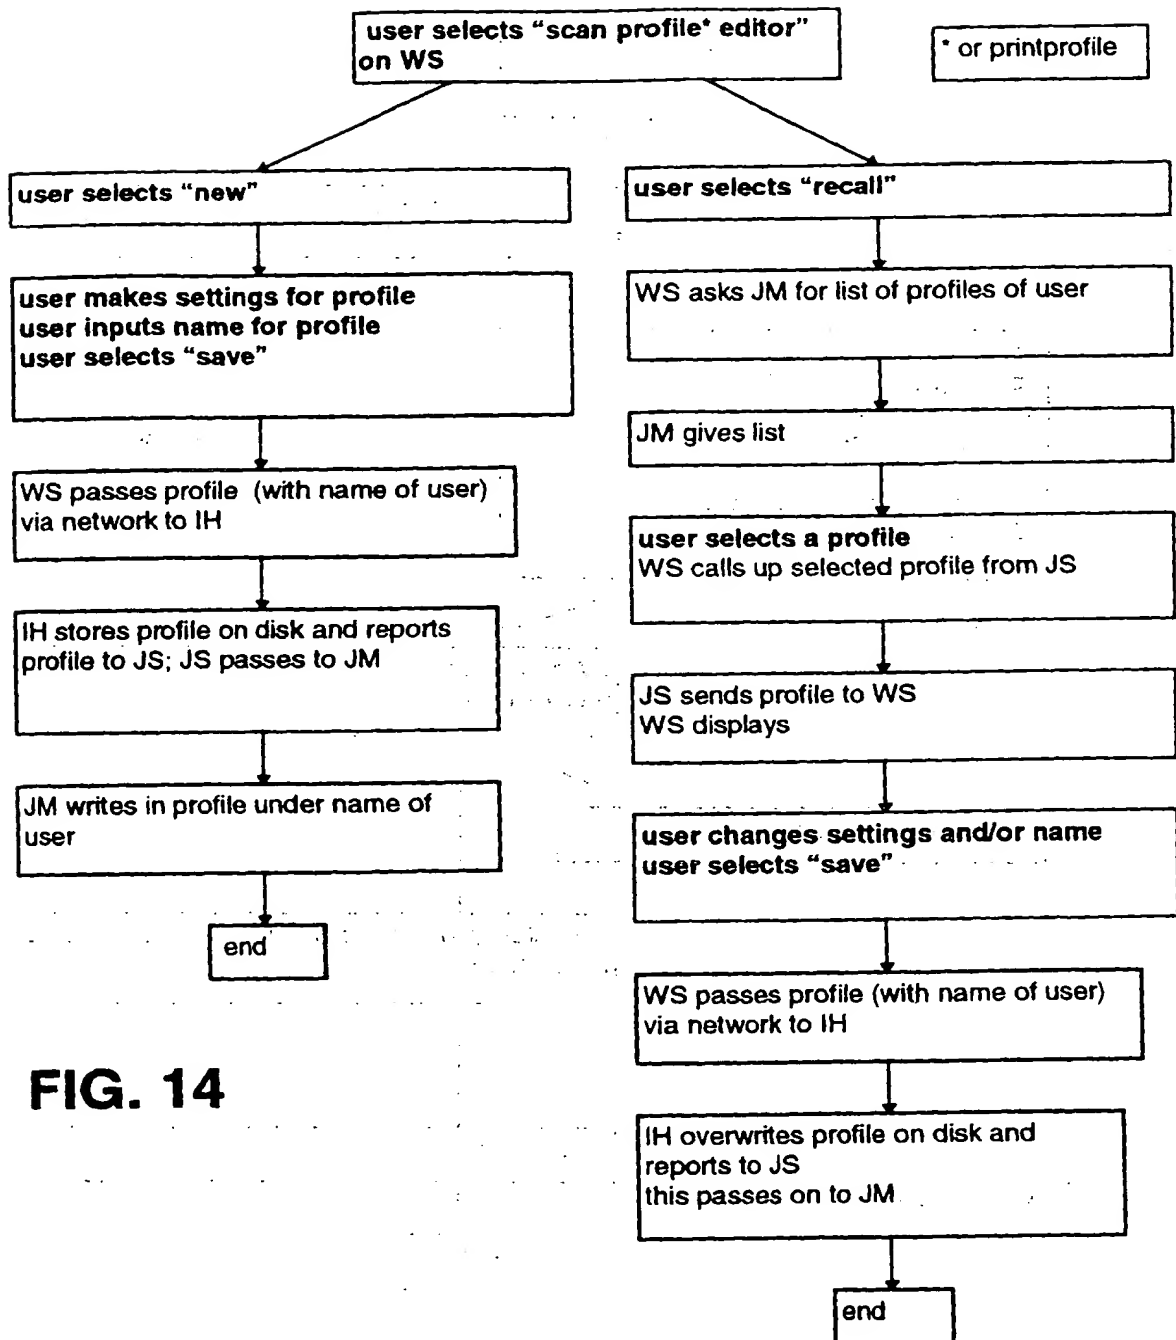 user selects “scan profile* editor”
on WS
* or printprofile
user selects “new”
user makes settings for profile
user inputs name for profile
user selects “save”
WS passes profile (with name of user)
via network to IH
IH stores profile on disk and reports
profile to JS; JS passes to JM
JM writes in profile under name of
user
end
user selects “recall”
WS asks JM for list of profiles of user
JM gives list
user selects a profile
WS calls up selected profile from JS
JS sends profile to WS
WS displays
user changes settings and/or name
user selects “save”
WS passes profile (with name of user)
via network to IH
IH overwrites profile on disk and
reports to JS
this passes on to JM
end
FIG. 14